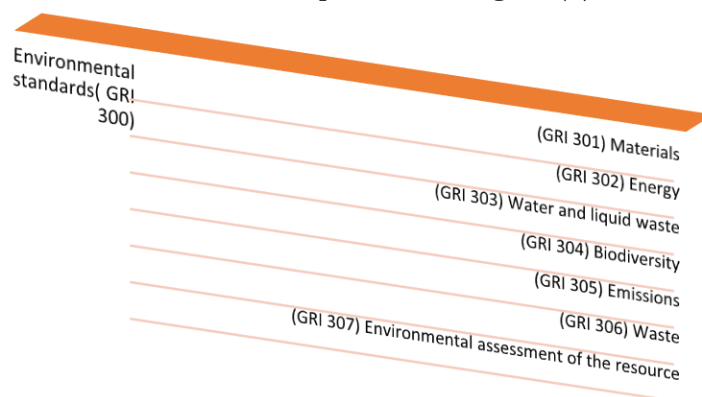 Environmental
standards( GRI
300)
(GRI 301) Materials
(GRI 302) Energy
(GRI 303) Water and liquid waste
(GRI 304) Biodiversity
(GRI 305) Emissions
(GRI 306) Waste
(GRI 307) Environmental assessment of the resource